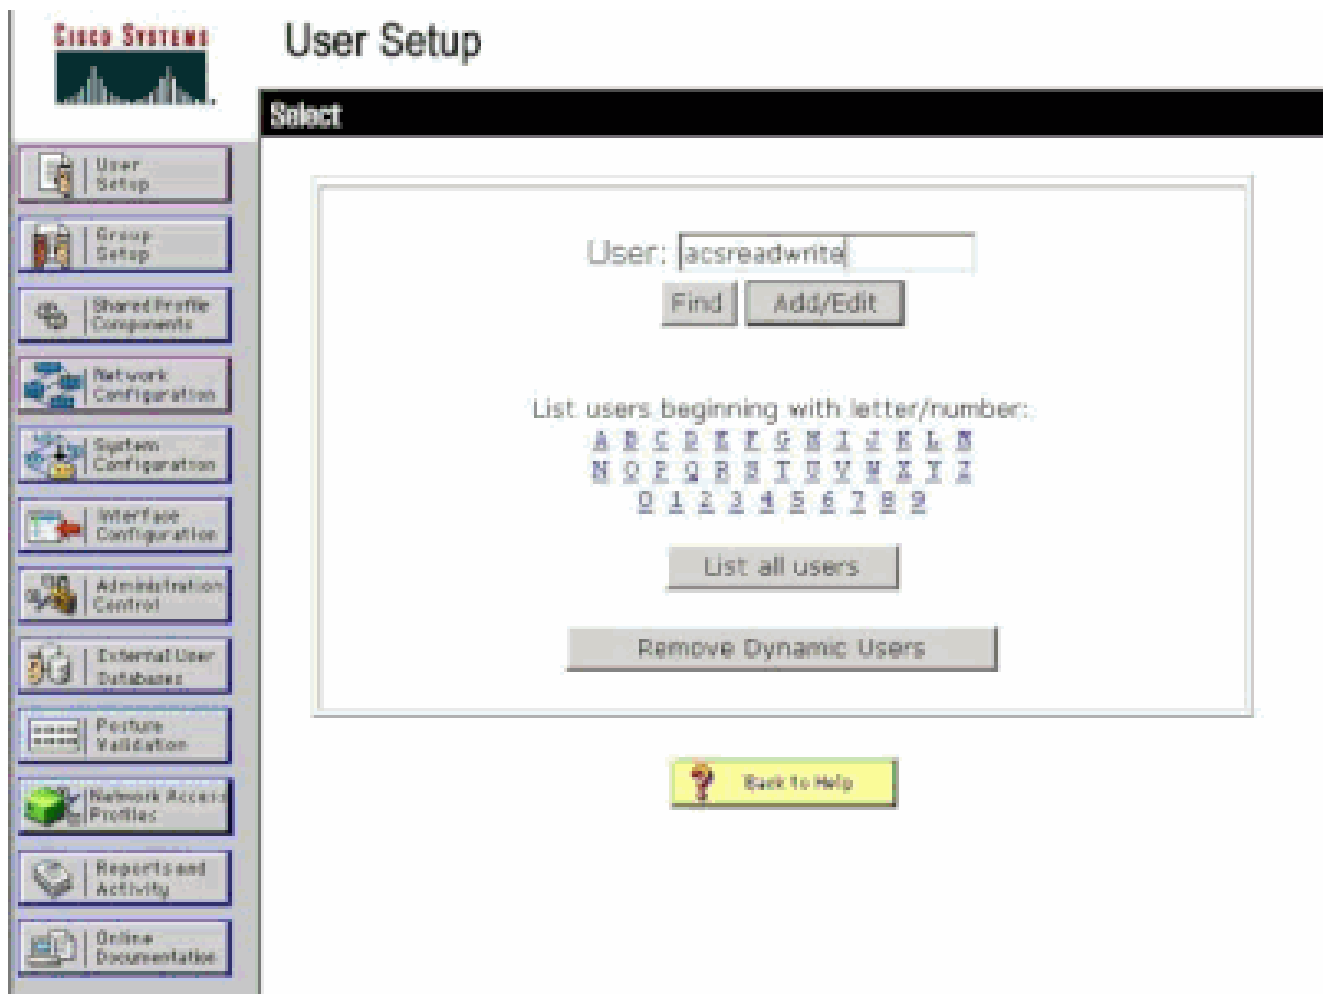 CISCO SYSTEMS
User Setup
Select
User
Setup
Group
Setup
Shared Profile
Components
Network
Configuration
System
Configuration
Interface
Configuration
Administration
Control
External User
Databases
Posture
Validation
Network Access
Profiles
Reports and
Activity
Online
Documentation
User: acsreadwrite
Find Add/Edit
List users beginning with letter/number:
A B C D E F G H I J K L M
N O P Q R S T U V W X Y Z
0 1 2 3 4 5 6 7 8 9
List all users
Remove Dynamic Users
? Back to Help